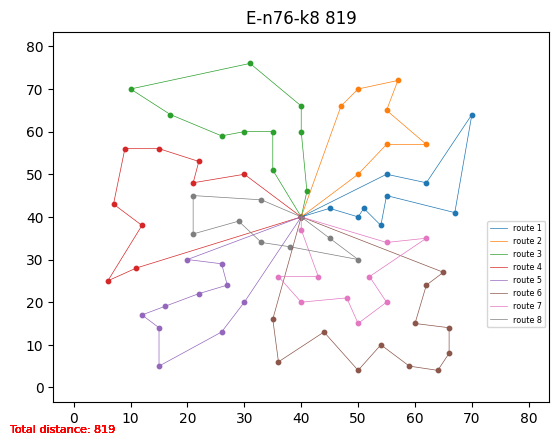 E-n76-k8 819
80
70
60
50
40
30
20
10
0
0 10 20 30 40 50 60 70 80
route 1
route 2
route 3
route 4
route 5
route 6
route 7
route 8
Total distance: 819